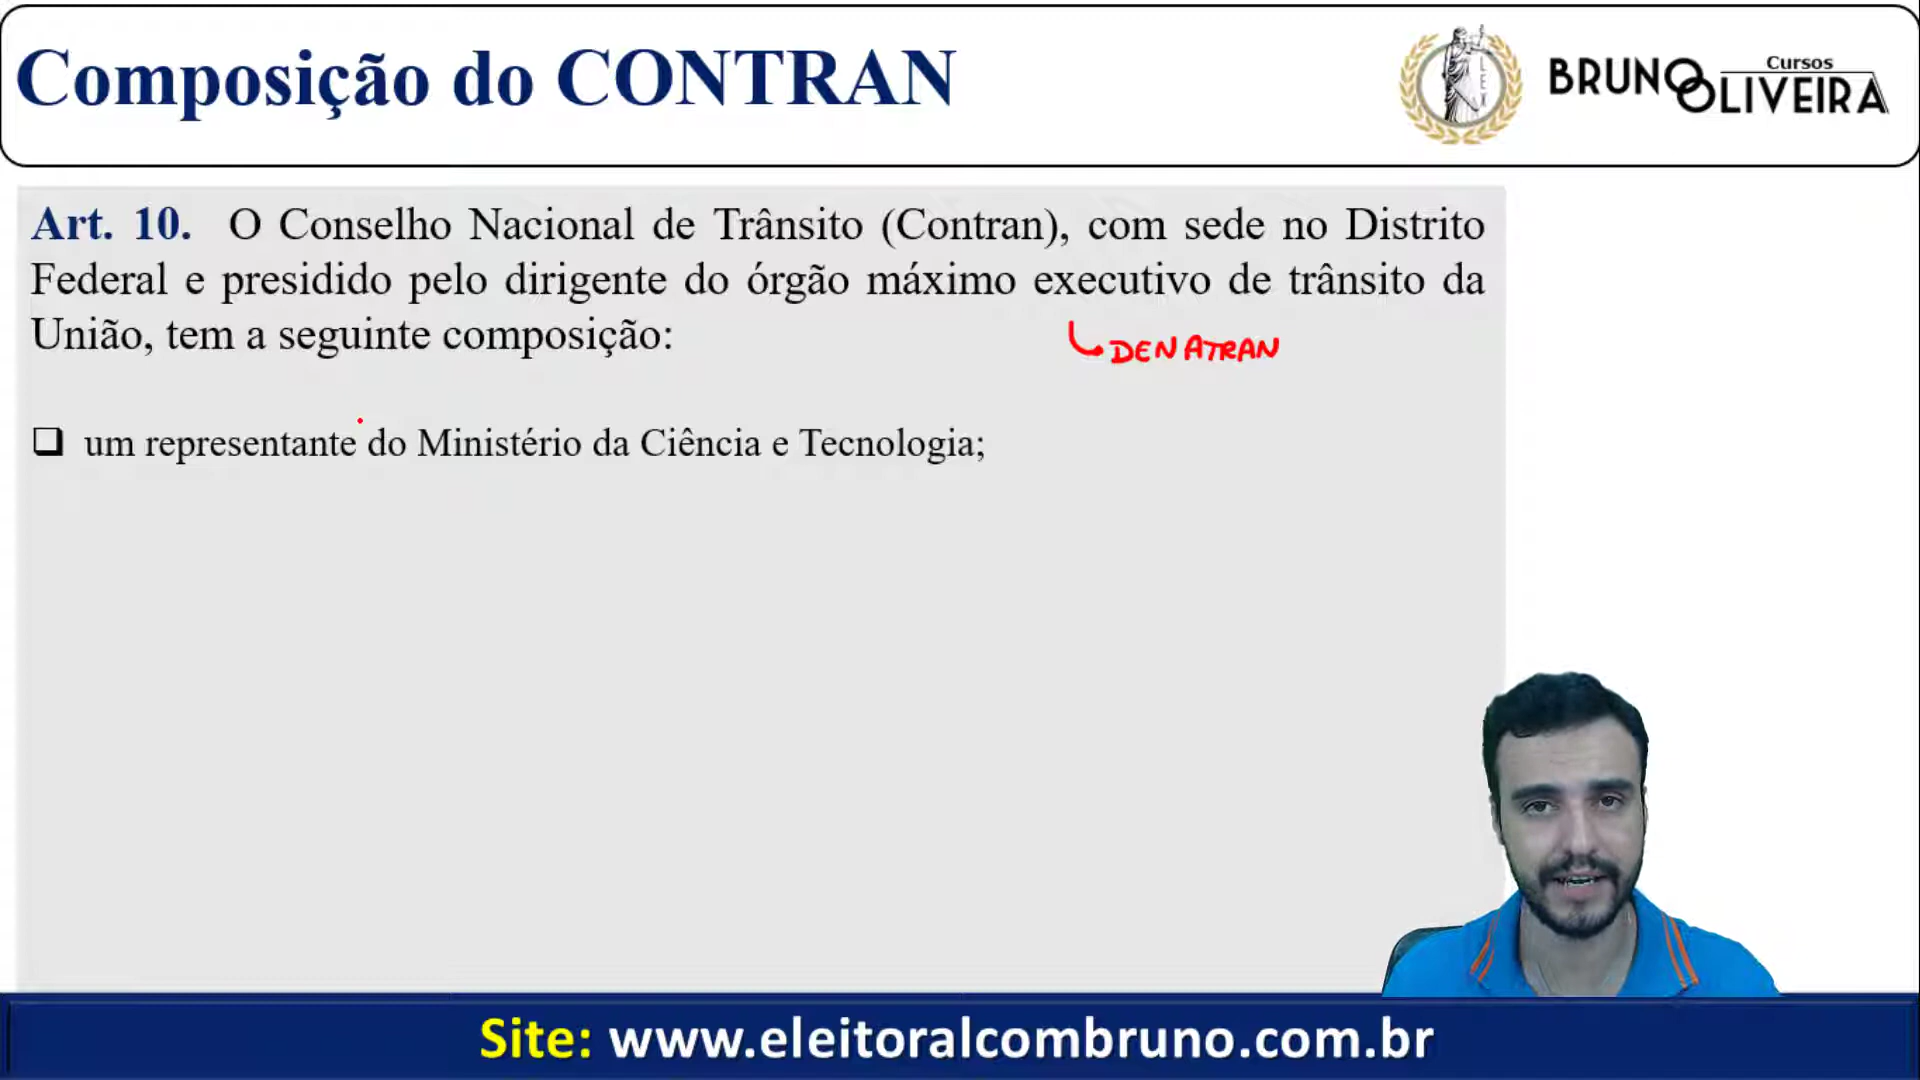 Composição do CONTRAN
LEX
Cursos
BRUNO OLIVEIRA
Art. 10. O Conselho Nacional de Trânsito (Contran), com sede no Distrito
Federal e presidido pelo dirigente do órgão máximo executivo de trânsito da
União, tem a seguinte composição:
DENATRAN
❑ um representante do Ministério da Ciência e Tecnologia;
Site: www.eleitoralcombruno.com.br